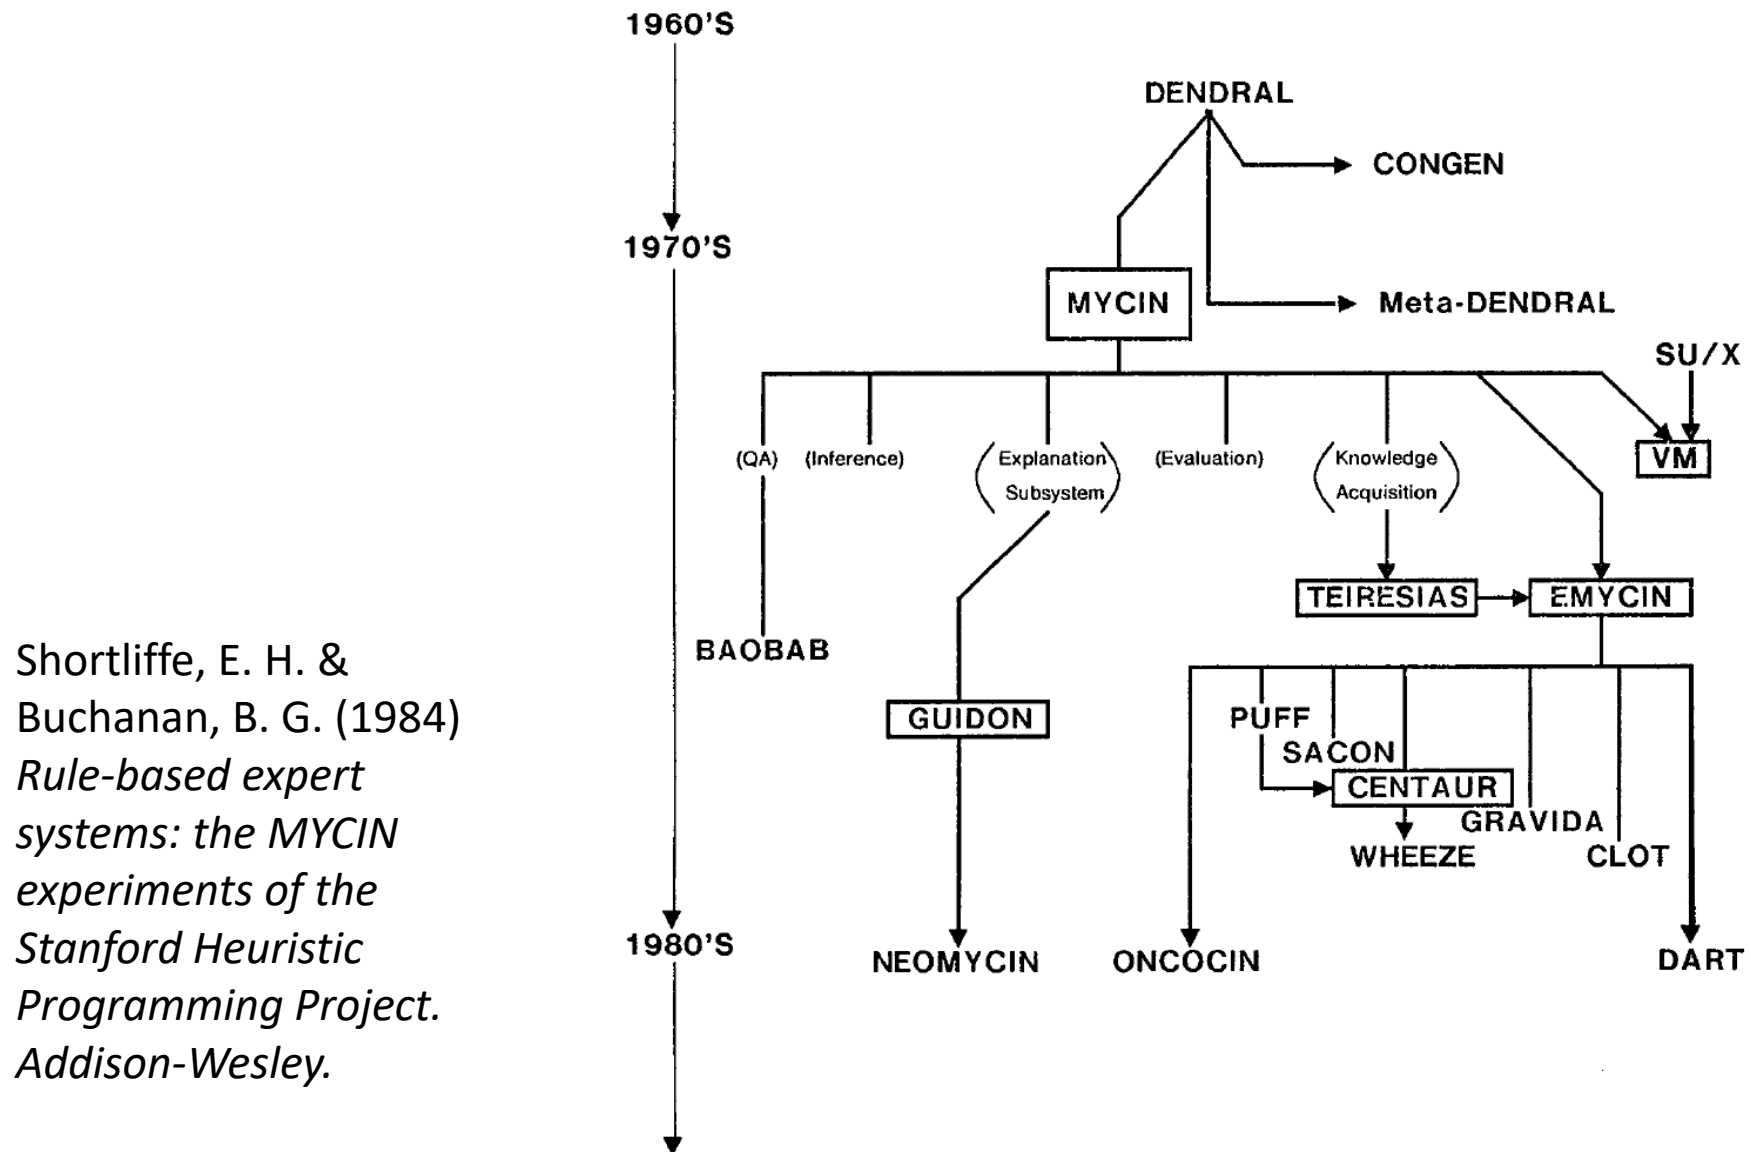 1960'S
DENDRAL
CONGEN
1970'S
MYCIN
Meta-DENDRAL
SU/X
(QA)
(Inference)
(Explanation
Subsystem)
(Evaluation)
(Knowledge
Acquisition)
VM
TEIRESIAS
EMYCIN
BAOBAB
GUIDON
PUFF
SACON
CENTAUR
GRAVIDA
WHEEZE
CLOT
1980'S
NEOMYCIN
ONCOCIN
DART
Shortliffe, E. H. &
Buchanan, B. G. (1984)
Rule-based expert
systems: the MYCIN
experiments of the
Stanford Heuristic
Programming Project.
Addison-Wesley.